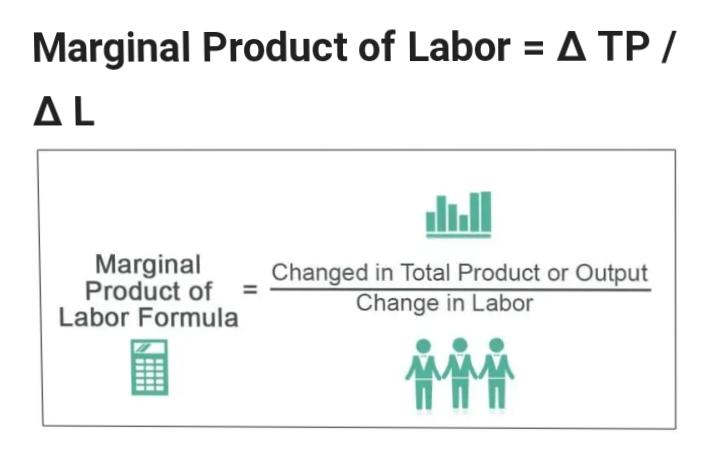 Marginal Product of Labor = Δ TP /
Δ L
Marginal
Product of
Labor Formula
=
Changed in Total Product or Output
Change in Labor